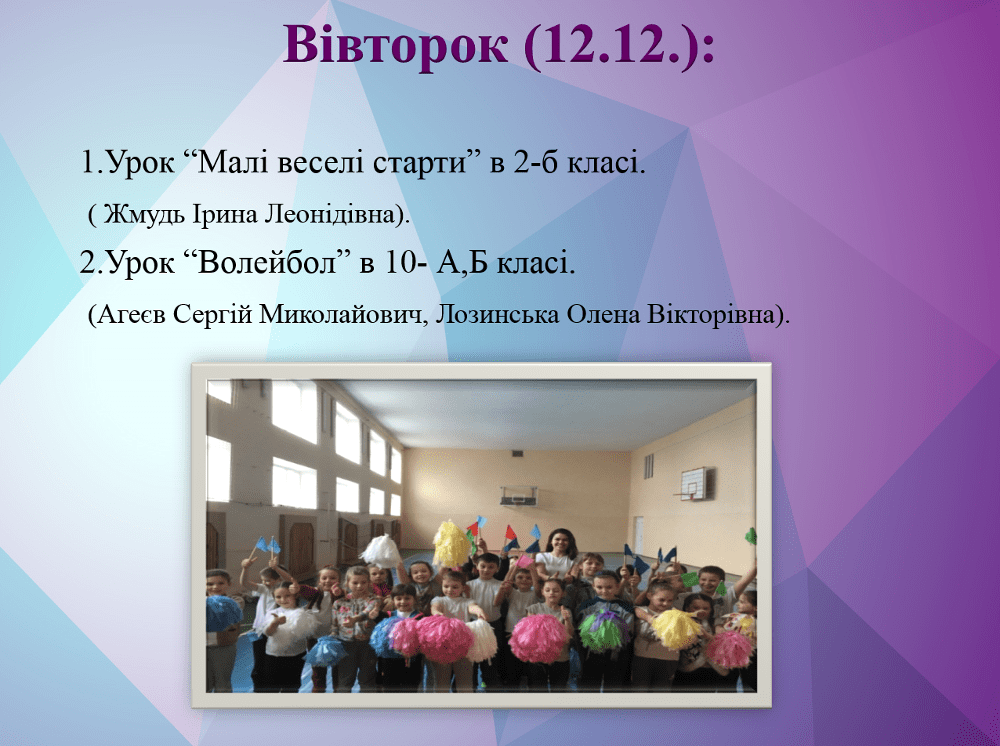 Вівторок (12.12.):
1.Урок “Малі веселі старти” в 2-б класі.
( Жмудь Ірина Леонідівна).
2.Урок “Волейбол” в 10- А,Б класі.
(Агеєв Сергій Миколайович, Лозинська Олена Вікторівна).